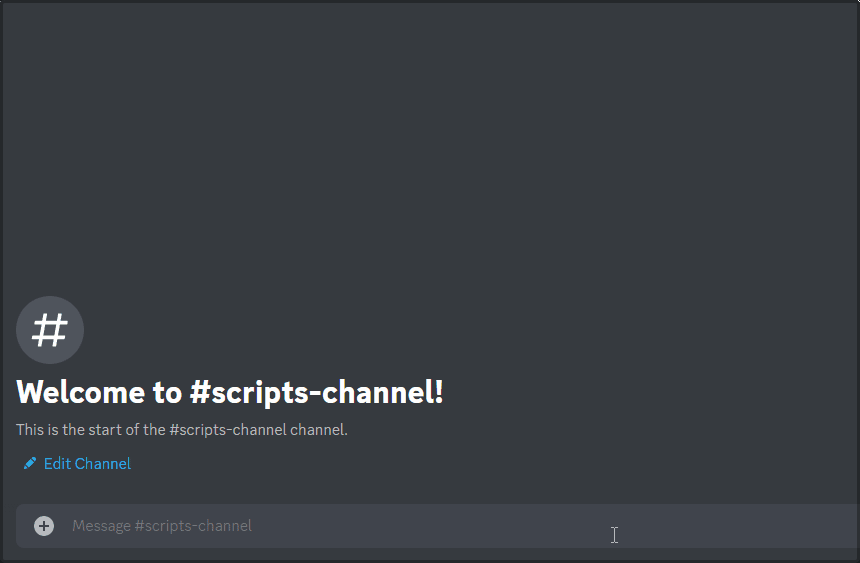 #
Welcome to #scripts-channel!
This is the start of the #scripts-channel channel.
Edit Channel
Message #scripts-channel